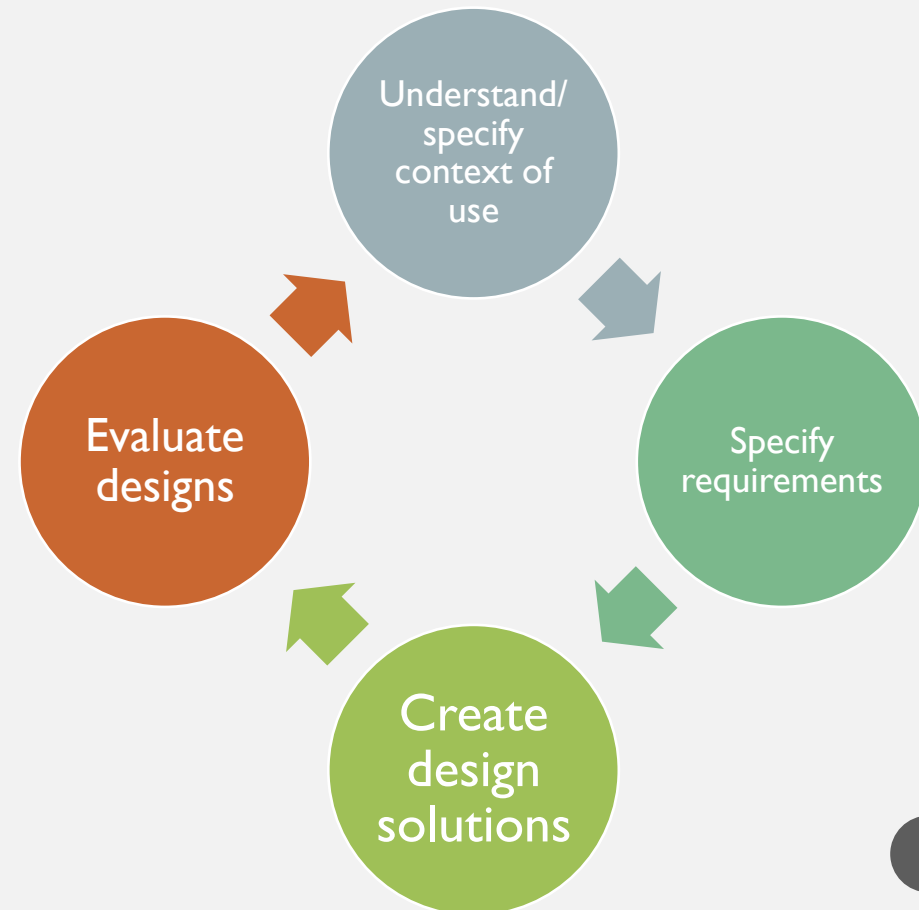 Understand/
specify
context of
use
Specify
requirements
Create
design
solutions
Evaluate
designs